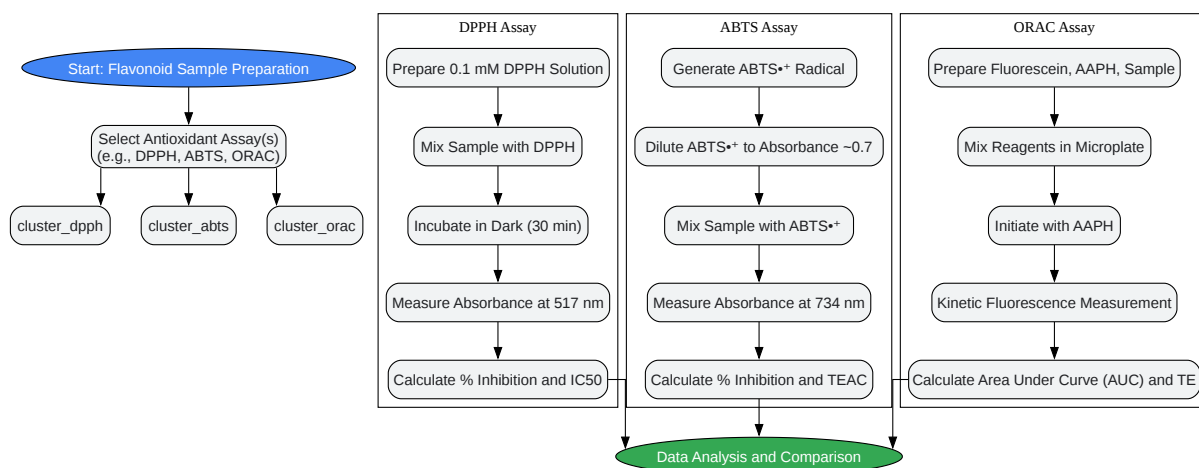 Start: Flavonoid Sample Preparation
Select Antioxidant Assay(s)
(e.g., DPPH, ABTS, ORAC)
cluster_dpph
cluster_abts
cluster_orac
DPPH Assay
Prepare 0.1 mM DPPH Solution
Mix Sample with DPPH
Incubate in Dark (30 min)
Measure Absorbance at 517 nm
Calculate % Inhibition and IC50
ABTS Assay
Generate ABTS•⁺ Radical
Dilute ABTS•⁺ to Absorbance ~0.7
Mix Sample with ABTS•⁺
Measure Absorbance at 734 nm
Calculate % Inhibition and TEAC
ORAC Assay
Prepare Fluorescein, AAPH, Sample
Mix Reagents in Microplate
Initiate with AAPH
Kinetic Fluorescence Measurement
Calculate Area Under Curve (AUC) and TE
Data Analysis and Comparison